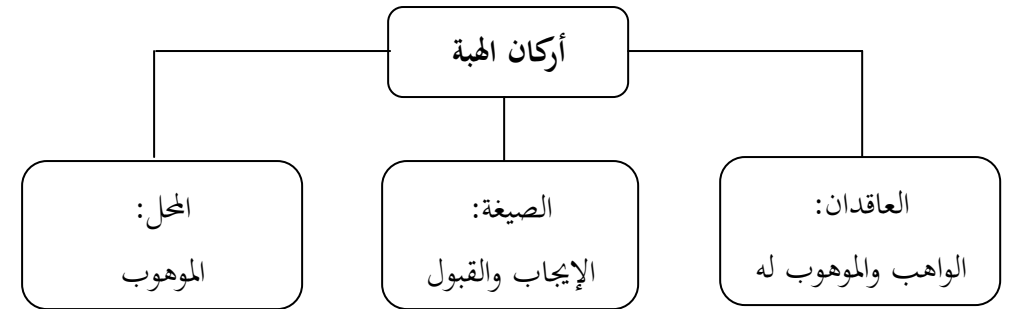 أركان الهبة
العاقدان:
الواهب والموهوب له
الصيغة:
الإيجاب والقبول
المحل:
الموهوب